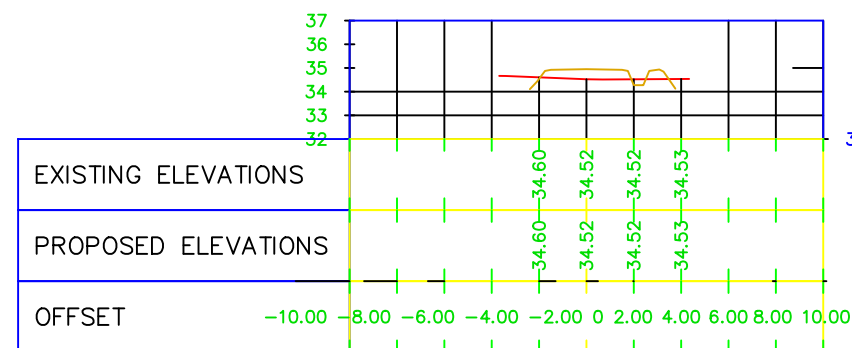 37
36
35
34
33
32
EXISTING ELEVATIONS 34.60 34.52 34.52 34.53
PROPOSED ELEVATIONS 34.60 34.52 34.52 34.53
OFFSET -10.00 -8.00 -6.00 -4.00 -2.00 0 2.00 4.00 6.00 8.00 10.00